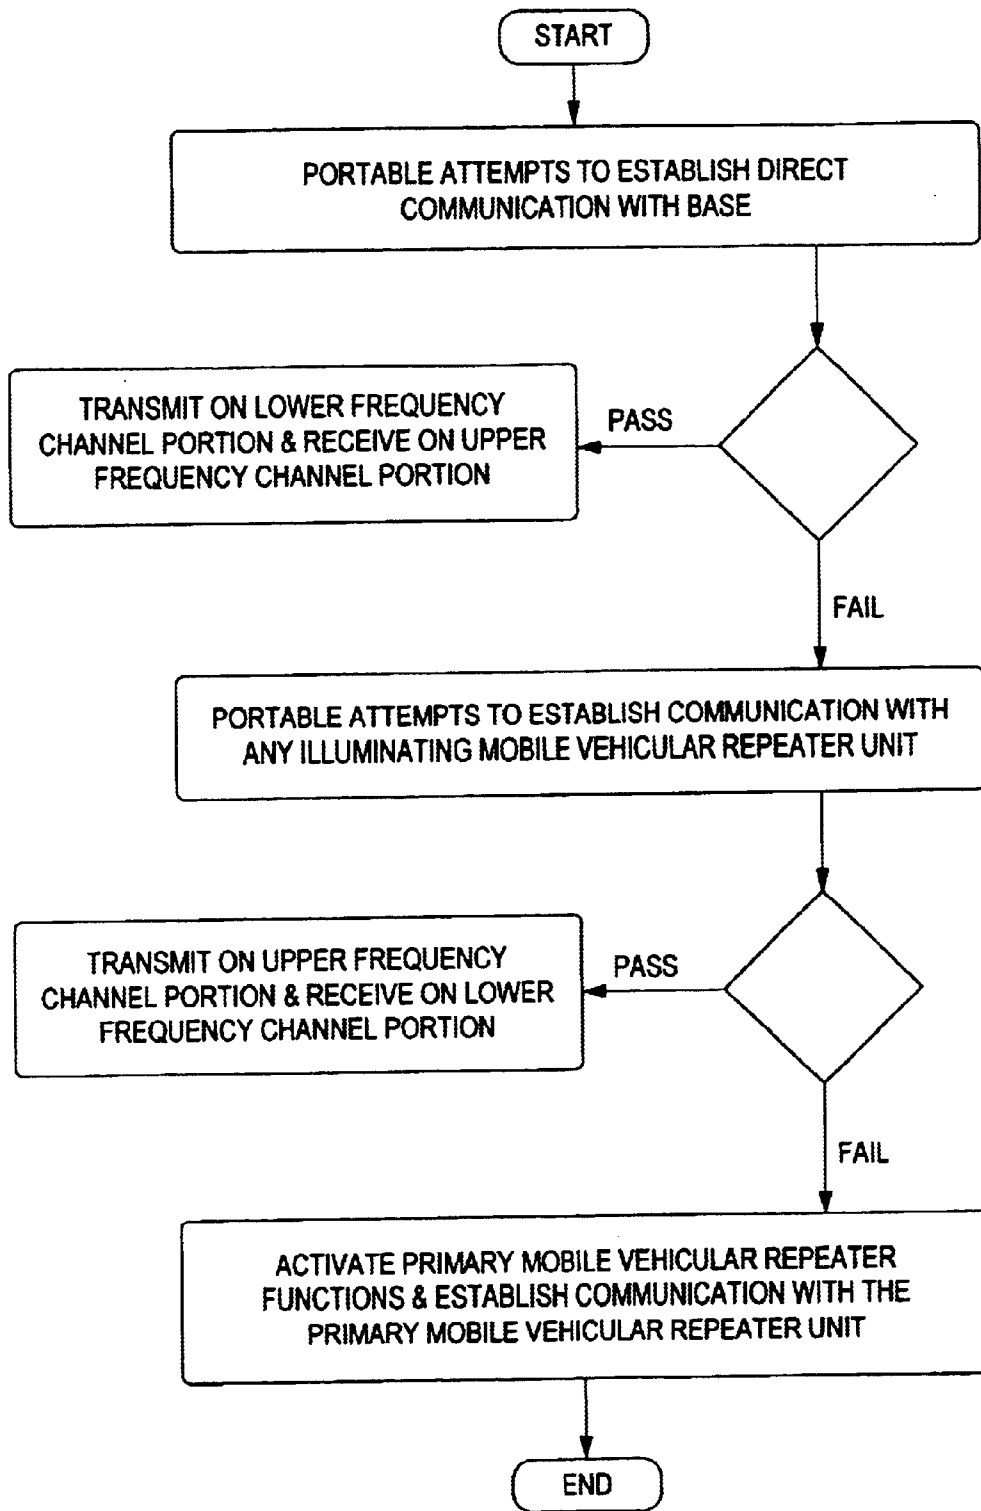 START
PORTABLE ATTEMPTS TO ESTABLISH DIRECT
COMMUNICATION WITH BASE
TRANSMIT ON LOWER FREQUENCY
CHANNEL PORTION & RECEIVE ON UPPER
FREQUENCY CHANNEL PORTION
PASS
FAIL
PORTABLE ATTEMPTS TO ESTABLISH COMMUNICATION WITH
ANY ILLUMINATING MOBILE VEHICULAR REPEATER UNIT
TRANSMIT ON UPPER FREQUENCY
CHANNEL PORTION & RECEIVE ON LOWER
FREQUENCY CHANNEL PORTION
PASS
FAIL
ACTIVATE PRIMARY MOBILE VEHICULAR REPEATER
FUNCTIONS & ESTABLISH COMMUNICATION WITH THE
PRIMARY MOBILE VEHICULAR REPEATER UNIT
END